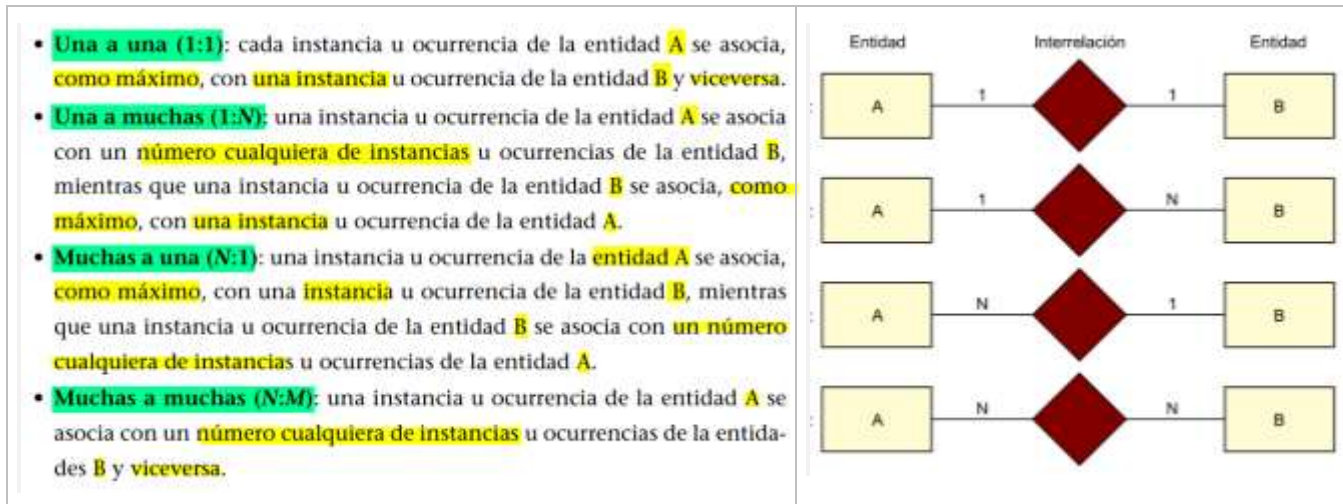 • Una a una (1:1): cada instancia u ocurrencia de la entidad A se asocia,
como máximo, con una instancia u ocurrencia de la entidad B y viceversa.
• Una a muchas (1:N): una instancia u ocurrencia de la entidad A se asocia
con un número cualquiera de instancias u ocurrencias de la entidad B,
mientras que una instancia u ocurrencia de la entidad B se asocia, como
máximo, con una instancia u ocurrencia de la entidad A.
• Muchas a una (N:1): una instancia u ocurrencia de la entidad A se asocia,
como máximo, con una instancia u ocurrencia de la entidad B, mientras
que una instancia u ocurrencia de la entidad B se asocia con un número
cualquiera de instancias u ocurrencias de la entidad A.
• Muchas a muchas (N:M): una instancia u ocurrencia de la entidad A se
asocia con un número cualquiera de instancias u ocurrencias de la entida-
des B y viceversa.
Entidad Interrelación Entidad
A 1 1 B
A 1 N B
A N 1 B
A N N B